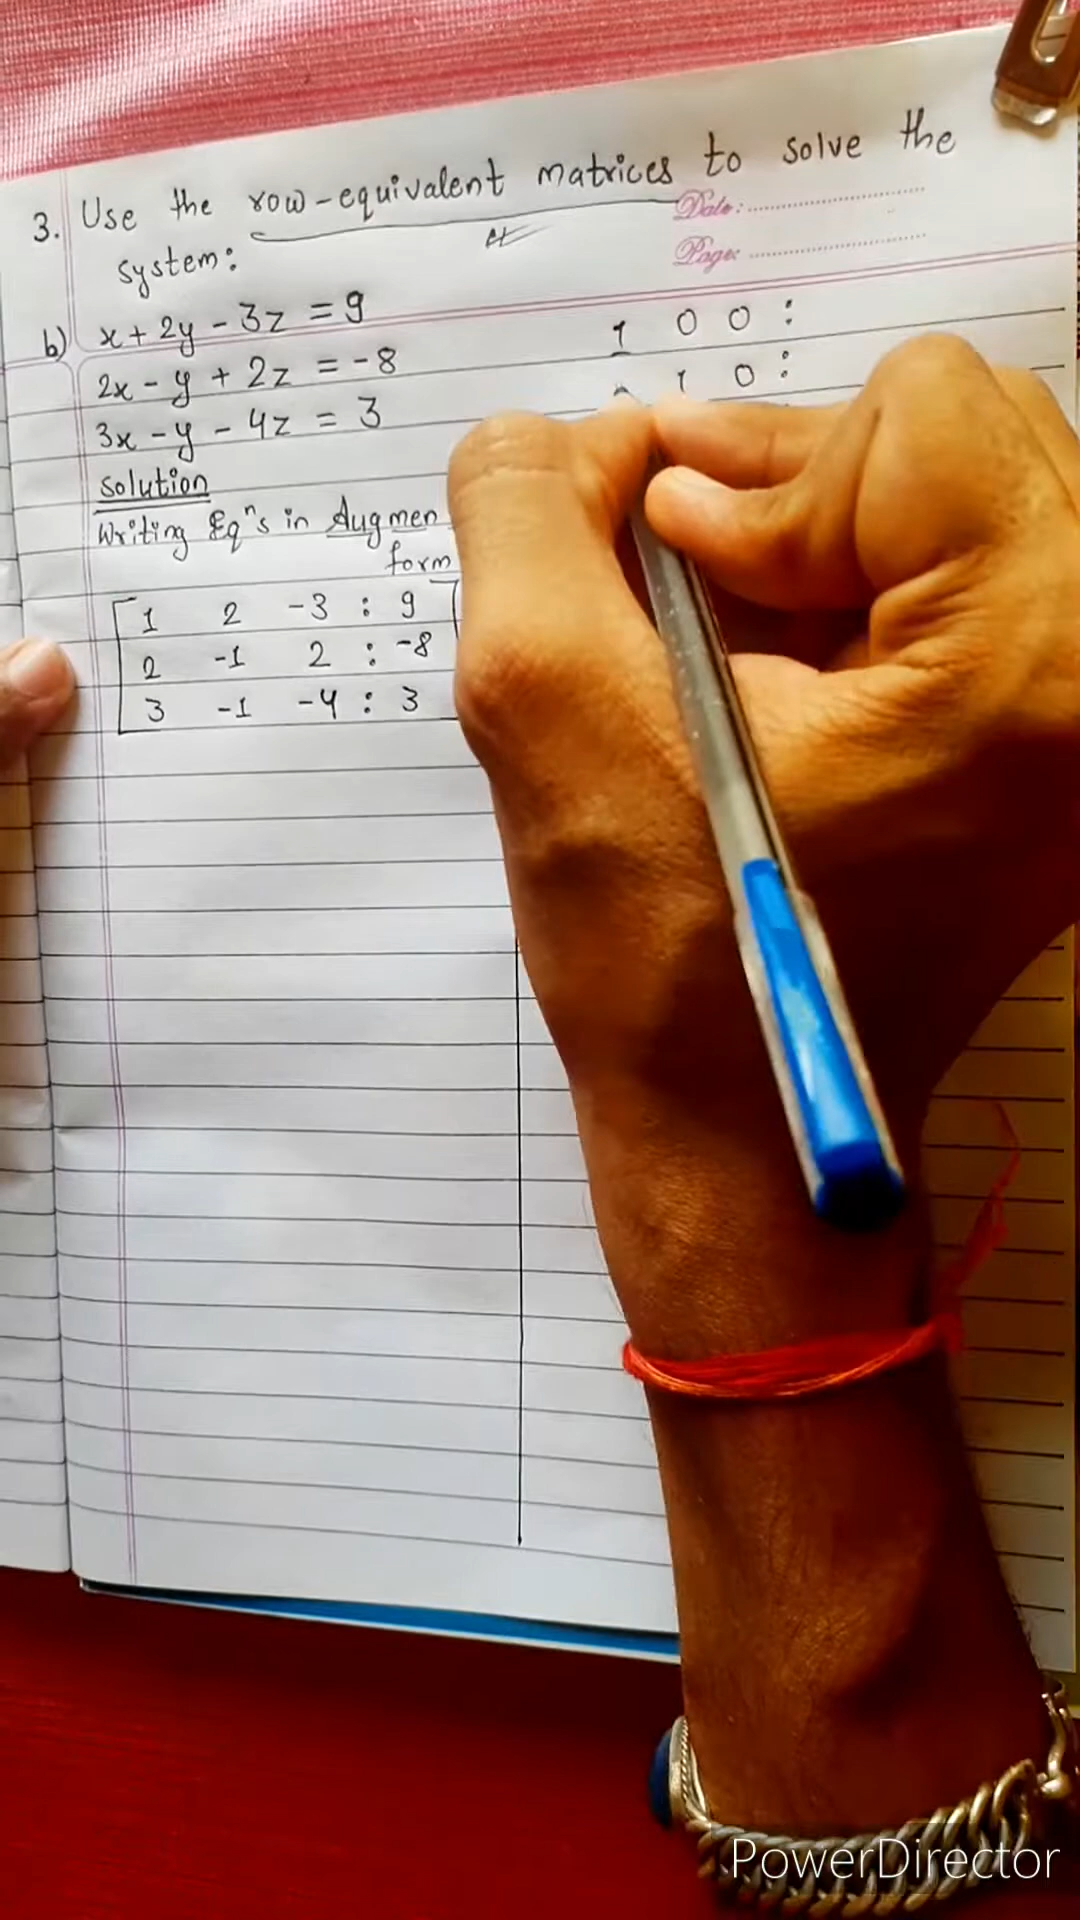 3. Use the row-equivalent matrices to solve the
Date:
system:
Page:
b) x + 2y - 3z = 9
2x - y + 2z = -8
3x - y - 4z = 3
1 0 0 :
1 0 :
solution
Writing Eqⁿs in Augmen
form
1 2 -3 : 9
2 -1 2 : -8
3 -1 -4 : 3
PowerDirector